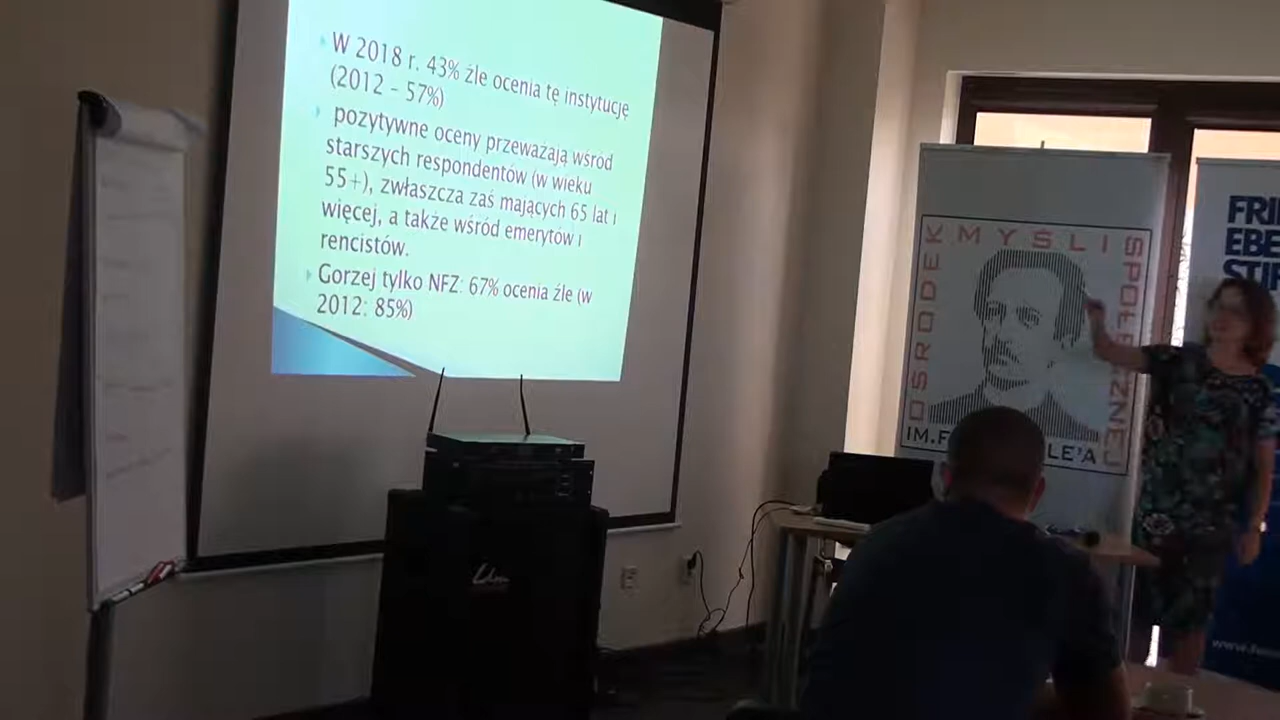 W 2018 r. 43% źle ocenia tę instytucję
(2012 – 57%)
pozytywne oceny przeważają wśród
starszych respondentów (w wieku
55+), zwłaszcza zaś mających 65 lat i
więcej, a także wśród emerytów i
rencistów.
Gorzej tylko NFZ: 67% ocenia źle (w
2012: 85%)
OŚRODEK MYŚLI SPOŁECZNEJ
IM.F LE'A
FRI
EBE
STIF
www.